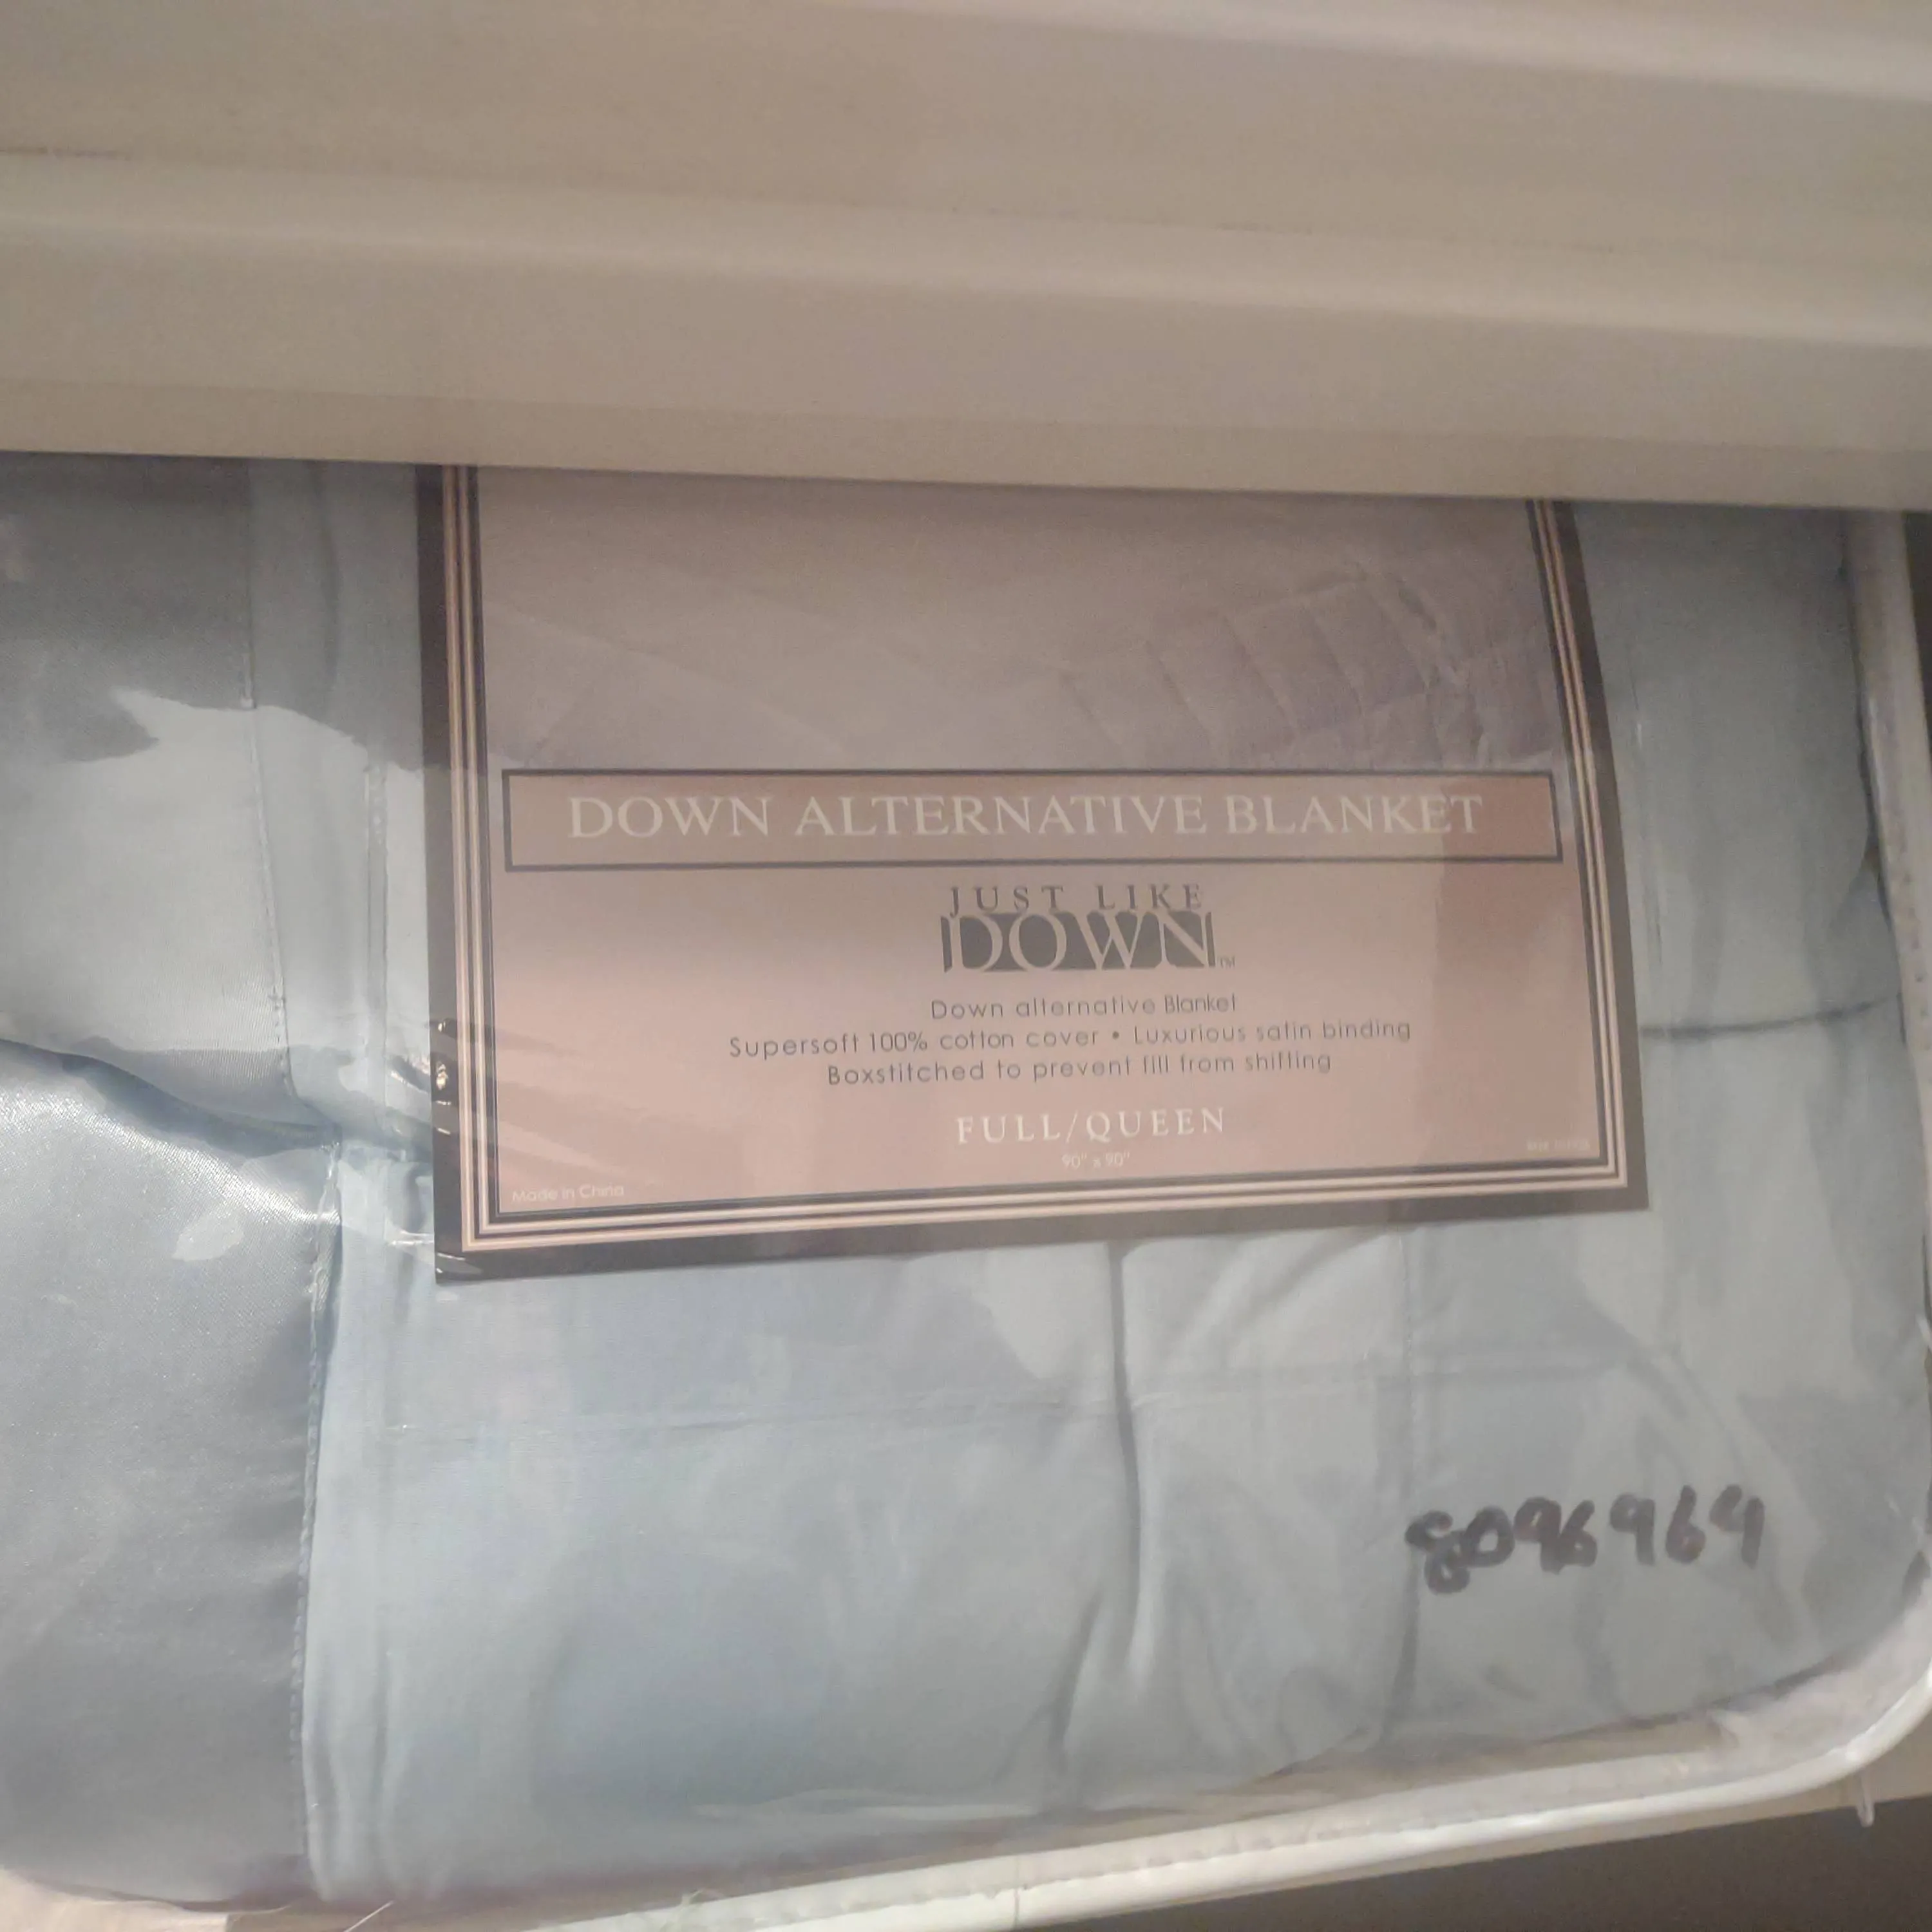 DOWN ALTERNATIVE BLANKET
JUST LIKE
DOWN™
Down alternative Blanket
Supersoft 100% cotton cover • Luxurious satin binding
Boxstitched to prevent fill from shifting
FULL/QUEEN
90" x 90"
Made in China
8096969